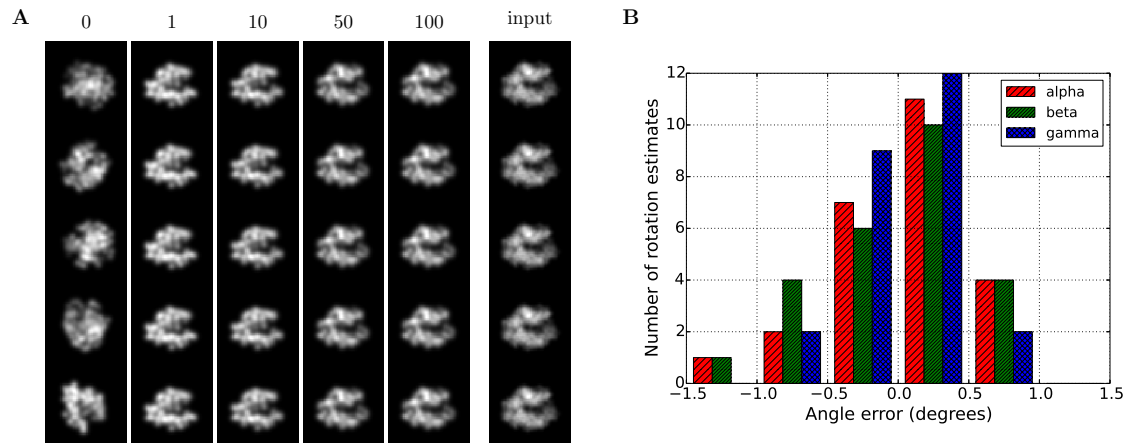 A
0 1 10 50 100 input
B
12
10
8
6
4
2
0
Number of rotation estimates
alpha
beta
gamma
−1.5 −1.0 −0.5 0.0 0.5 1.0 1.5
Angle error (degrees)